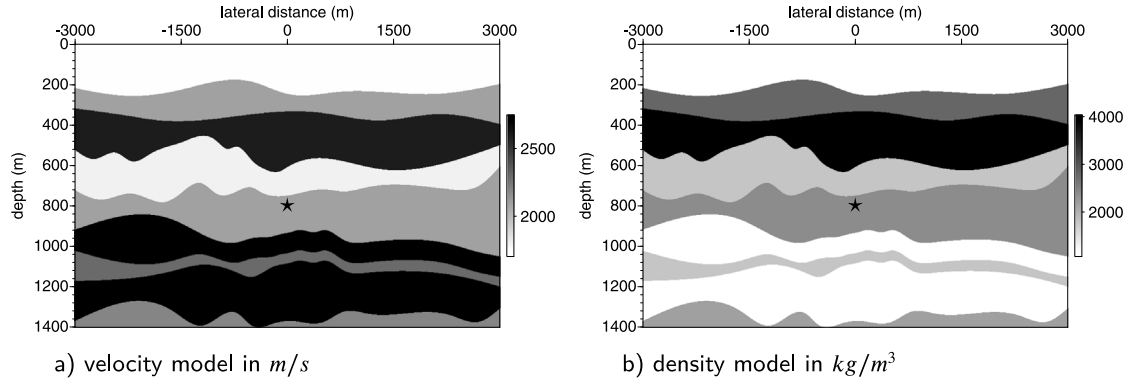 lateral distance (m)
-3000 -1500 0 1500 3000
0
200
400
600
800
1000
1200
1400
depth (m)
2500
2000
a) velocity model in m/s
lateral distance (m)
-3000 -1500 0 1500 3000
0
200
400
600
800
1000
1200
1400
depth (m)
4000
3000
2000
b) density model in kg/m³